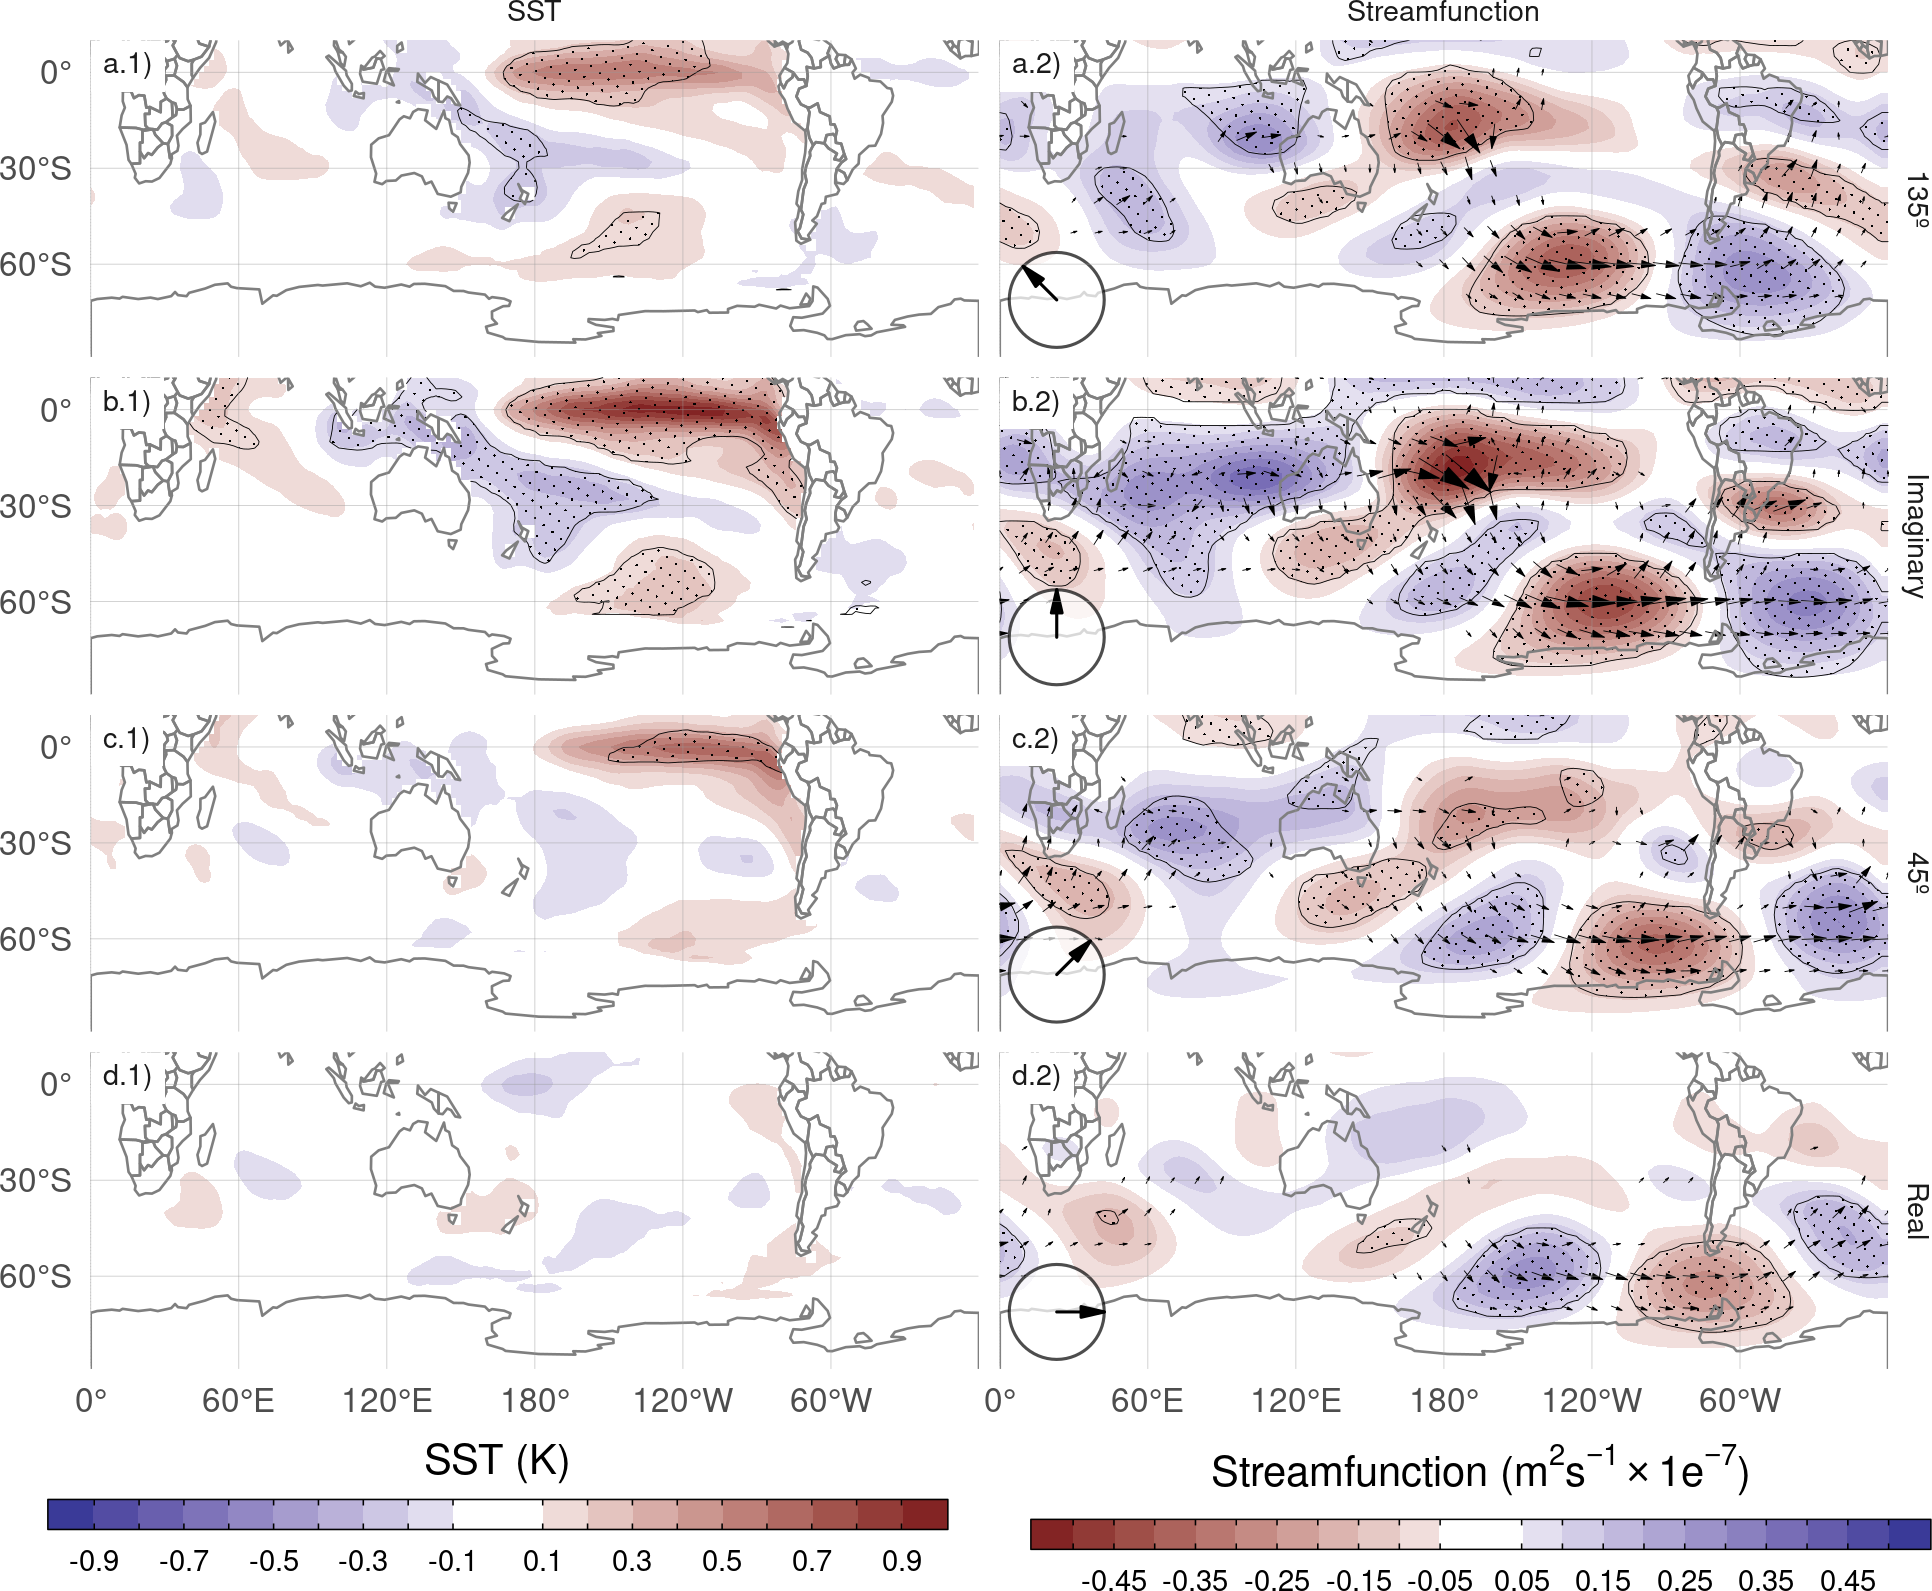 SST Streamfunction
a.1) a.2)
0°
30°S
60°S
135º
b.1) b.2)
0°
30°S
60°S
Imaginary
c.1) c.2)
0°
30°S
60°S
45º
d.1) d.2)
0°
30°S
60°S
Real
0° 60°E 120°E 180° 120°W 60°W 0° 60°E 120°E 180° 120°W 60°W
SST (K)
-0.9 -0.7 -0.5 -0.3 -0.1 0.1 0.3 0.5 0.7 0.9
Streamfunction (m²s⁻¹ × 1e⁻⁷)
-0.45 -0.35 -0.25 -0.15 -0.05 0.05 0.15 0.25 0.35 0.45